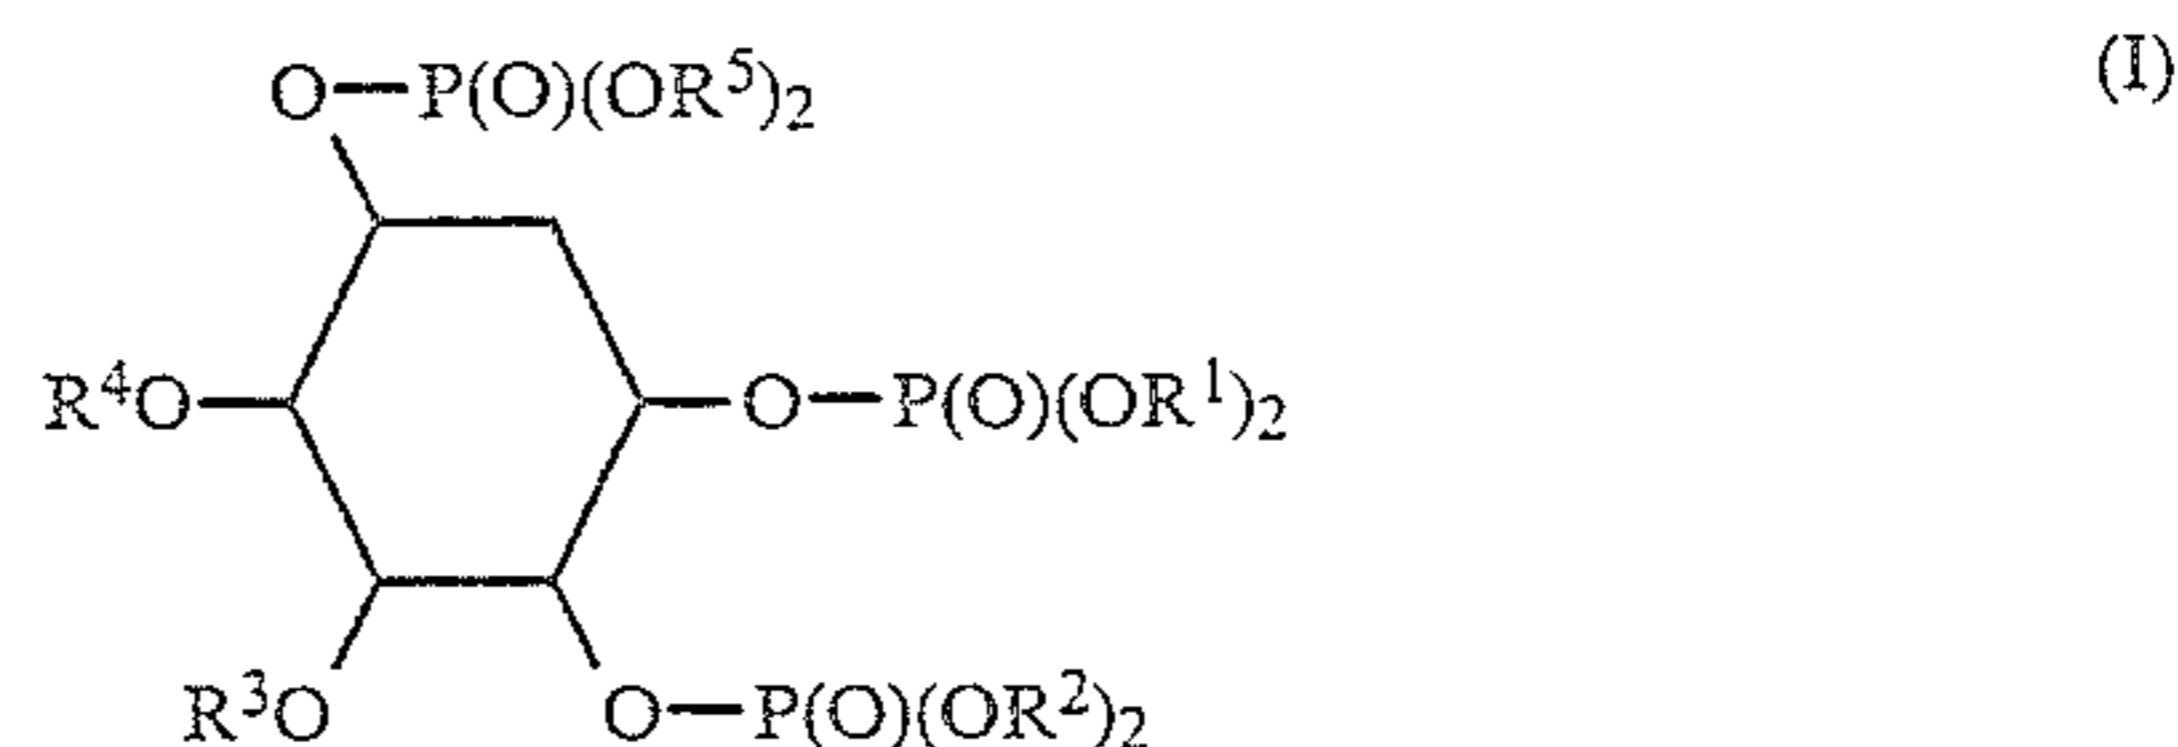 O—P(O)(OR⁵)₂ (I)
R⁴O O—P(O)(OR¹)₂
R³O O—P(O)(OR²)₂